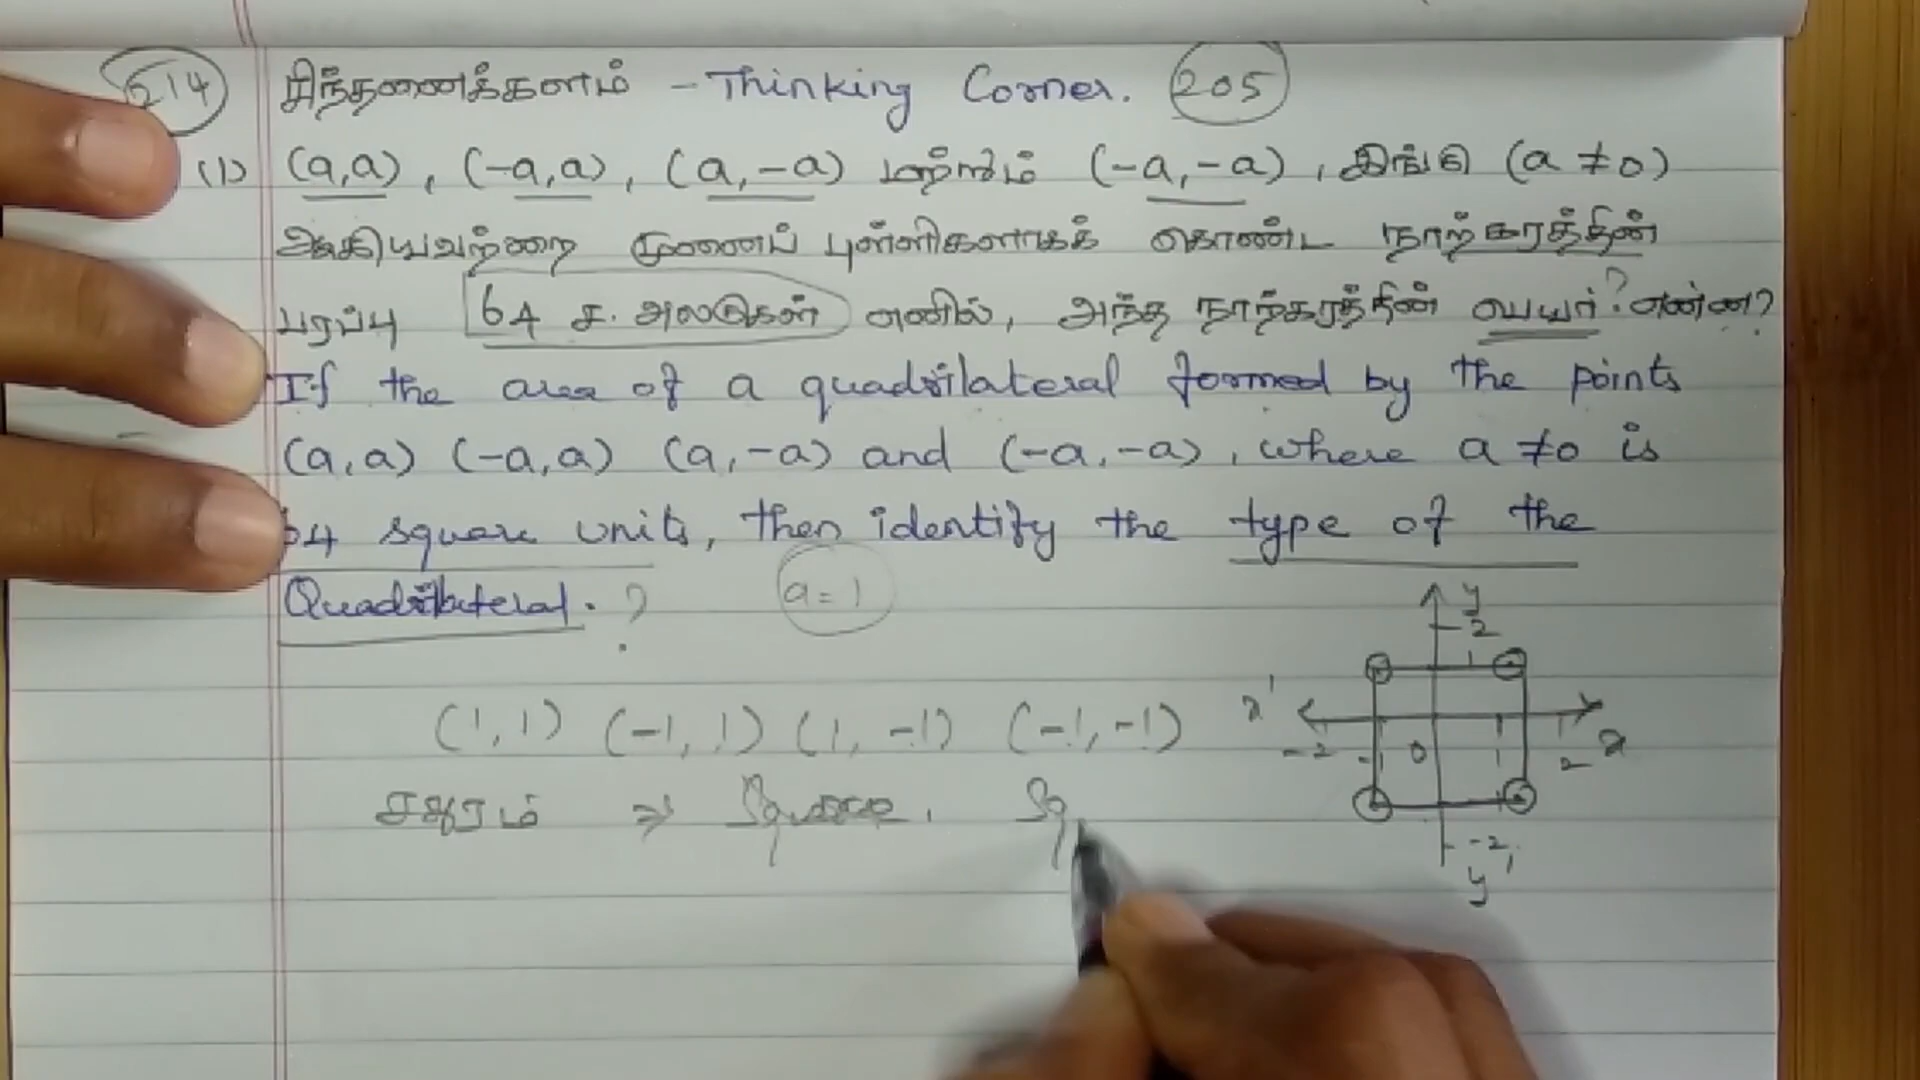 214 சிந்தனைக்களம் - Thinking Corner. 205
(1) (a,a), (-a,a), (a,-a) மற்றும் (-a,-a), இங்கு (a ≠ 0)
ஆகியவற்றை முனைப் புள்ளிகளாகக் கொண்ட நாற்கரத்தின்
பரப்பு 64 ச. அலகுகள் எனில், அந்த நாற்கரத்தின் பெயர்? என்ன?
If the area of a quadrilateral formed by the points
(a,a) (-a,a) (a,-a) and (-a,-a), where a ≠ 0 is
64 square units, then identify the type of the
Quadrilateral. ? a = 1
(1,1) (-1,1) (1,-1) (-1,-1)
சதுரம் ⇒ Square. Sq
y
2
1
x' x
-2 -1 0 2
-2
y'